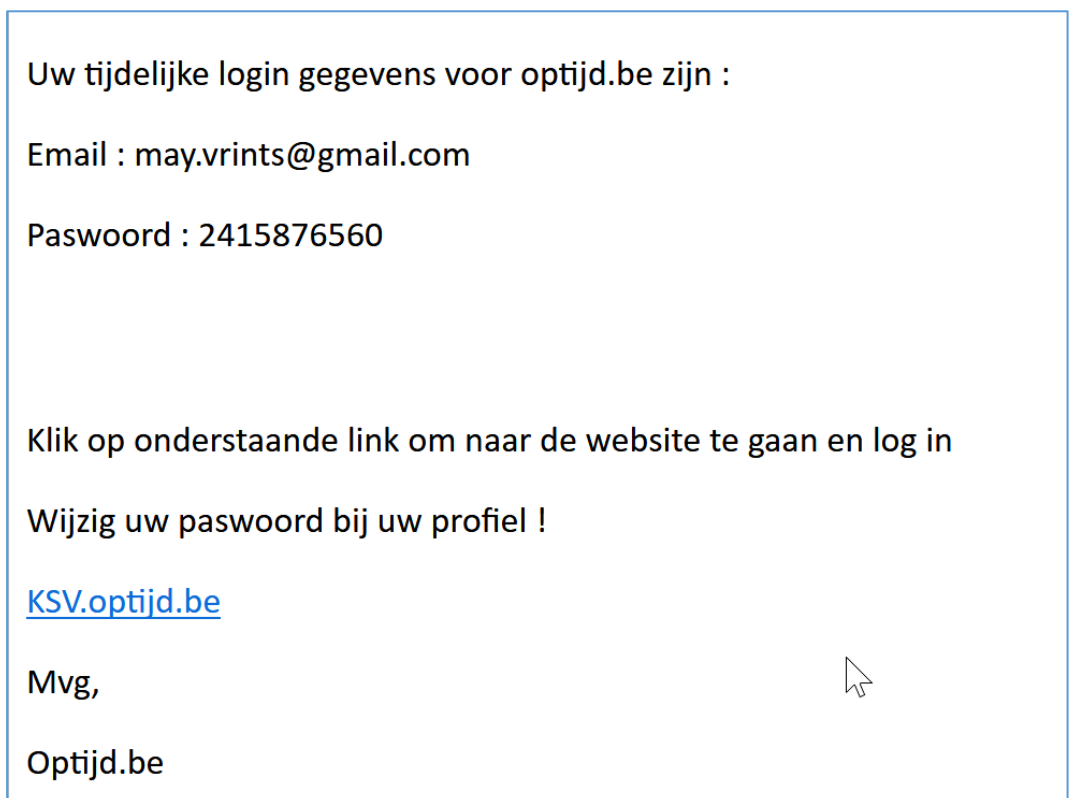 Uw tijdelijke login gegevens voor optijd.be zijn :
Email : may.vrints@gmail.com
Paswoord : 2415876560
Klik op onderstaande link om naar de website te gaan en log in
Wijzig uw paswoord bij uw profiel !
KSV.optijd.be
Mvg,
Optijd.be